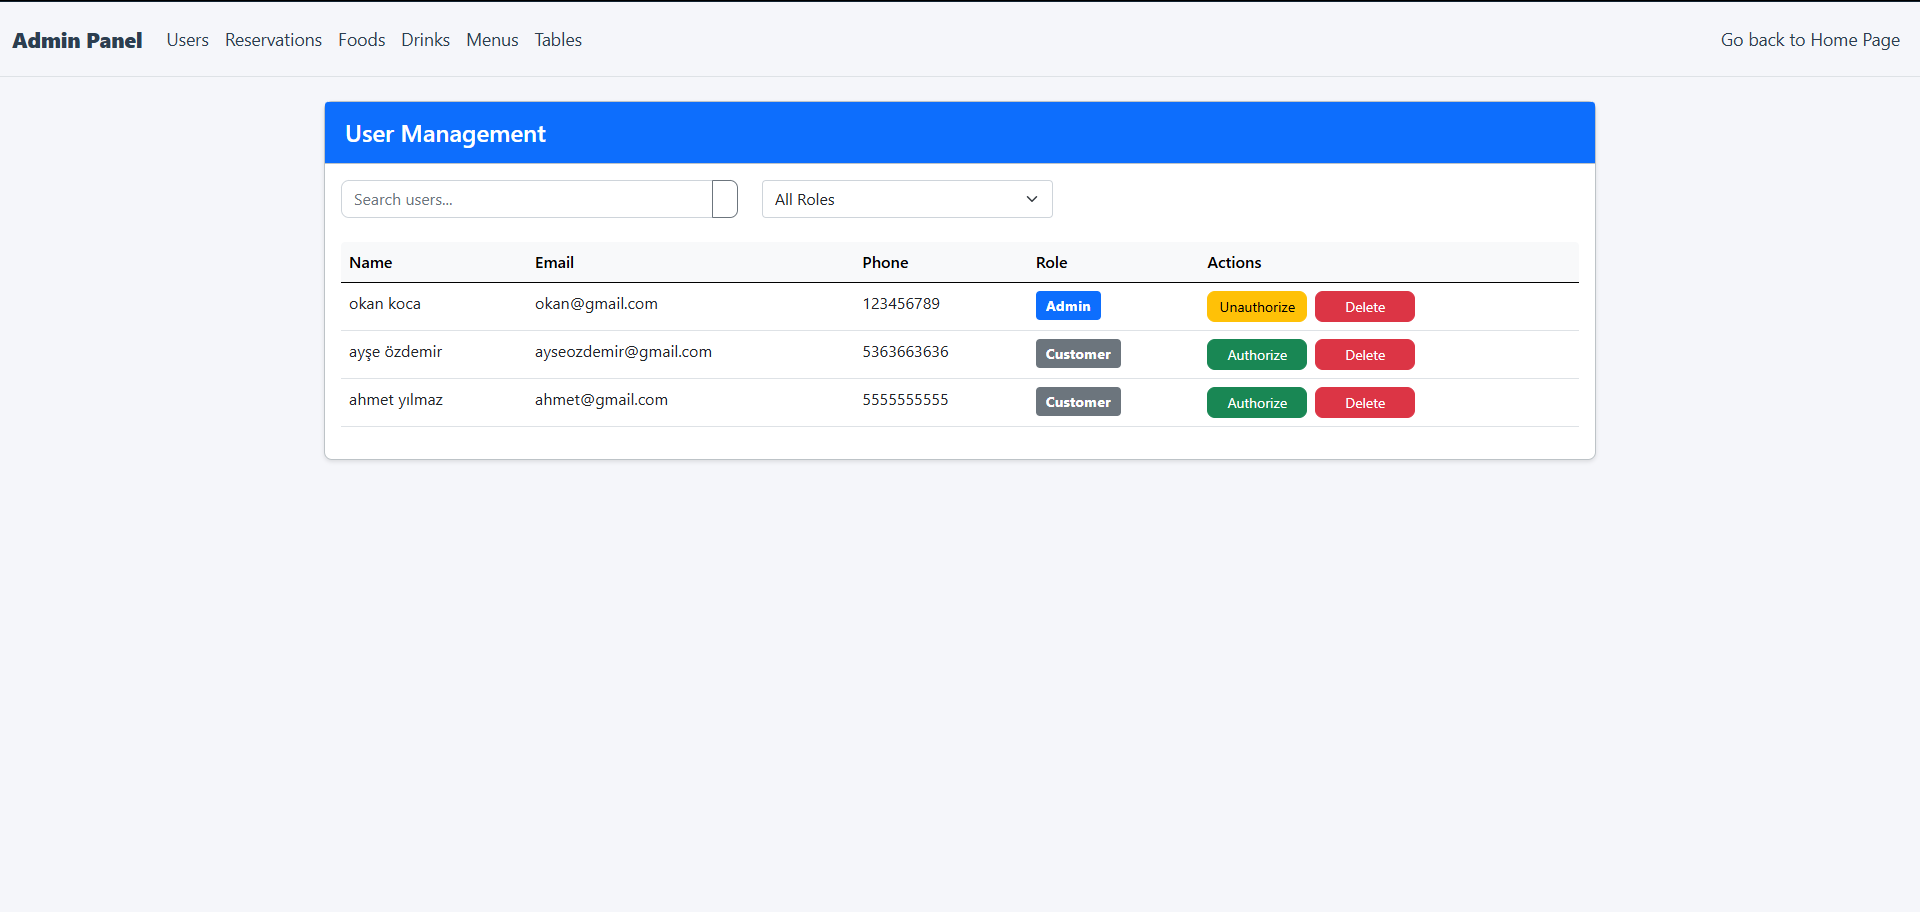 Admin Panel Users Reservations Foods Drinks Menus Tables Go back to Home Page
User Management
Search users... All Roles
Name Email Phone Role Actions
okan koca okan@gmail.com 123456789 Admin Unauthorize Delete
ayşe özdemir ayseozdemir@gmail.com 5363663636 Customer Authorize Delete
ahmet yılmaz ahmet@gmail.com 5555555555 Customer Authorize Delete